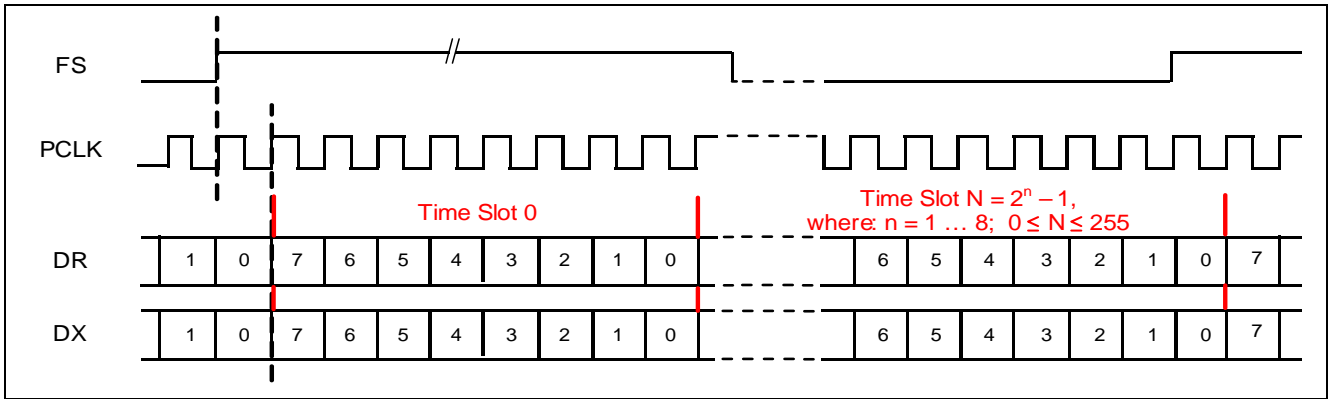 FS
PCLK
Time Slot 0
Time Slot N = 2ⁿ – 1,
where: n = 1 … 8; 0 ≤ N ≤ 255
DR 1 0 7 6 5 4 3 2 1 0 6 5 4 3 2 1 0 7
DX 1 0 7 6 5 4 3 2 1 0 6 5 4 3 2 1 0 7